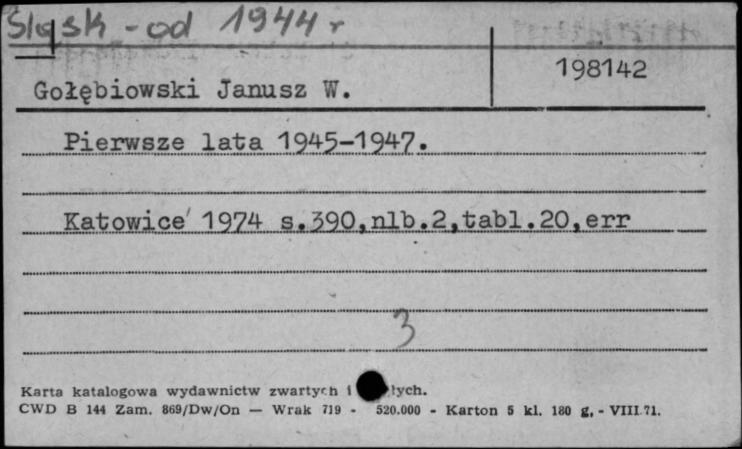 Śląsk - od 1944 r
198142
Gołębiowski Janusz W.
Pierwsze lata 1945-1947.
Katowice 1974 s.390,nlb.2,tabl.20,err
3
Karta katalogowa wydawnictw zwartych i
CWD B 144 Zam. 869/Dw/On — Wrak 719 - 520.000 - Karton 5 kl. 180 g. - VIII.71.